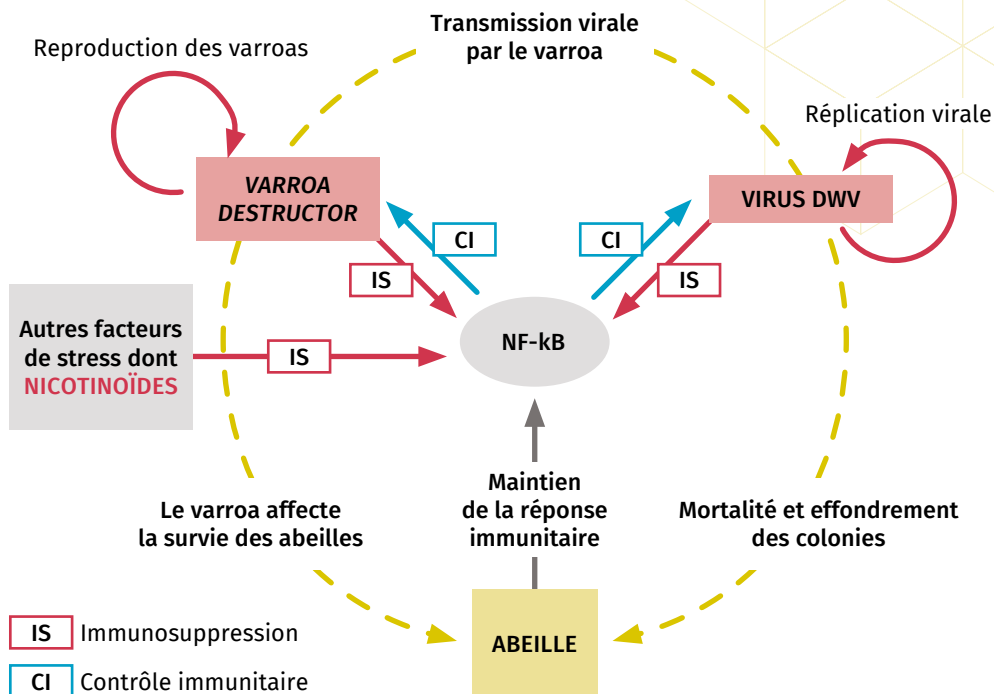 Transmission virale
par le varroa
Reproduction des varroas
Réplication virale
VARROA
DESTRUCTOR
VIRUS DWV
CI
CI
IS
IS
Autres facteurs
de stress dont
NICOTINOÏDES
IS
NF-kB
Le varroa affecte
la survie des abeilles
Maintien
de la réponse
immunitaire
Mortalité et effondrement
des colonies
ABEILLE
IS Immunosuppression
CI Contrôle immunitaire